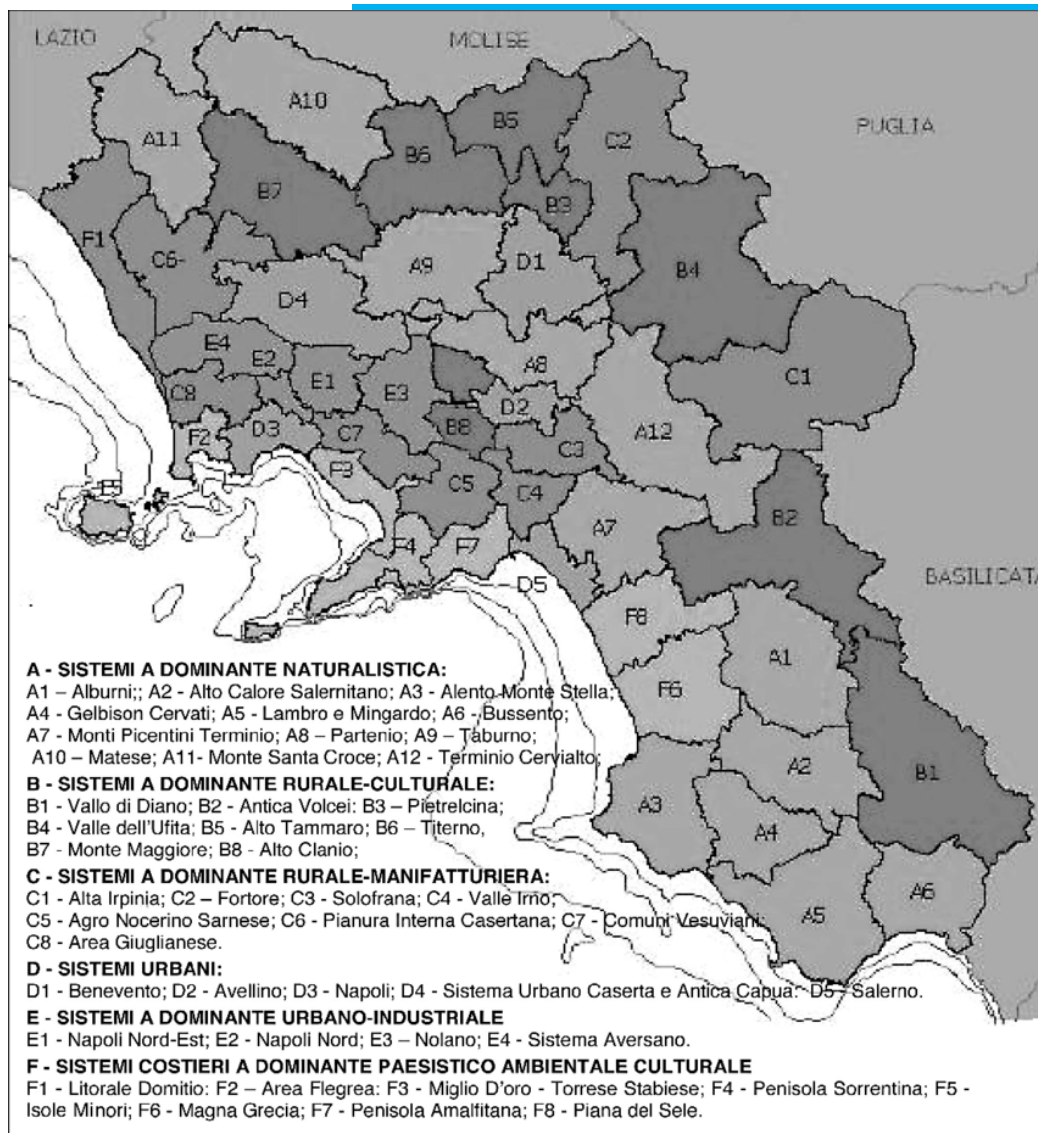 LAZIO
MOLISE
PUGLIA
BASILICATA
A10
A11
B5
C2
B6
B7
B3
F1
C6-
A9
D1
B4
D4
E4
E2
A8
C1
C8
E1
E3
D2
F2
D3
C7
B8
C3
A12
F3
C5
C4
F5
A7
B2
F4
F7
D5
F8
A1
F6
A2
B1
A3
A4
A5
A6
A - SISTEMI A DOMINANTE NATURALISTICA:
A1 – Alburni;; A2 - Alto Calore Salernitano; A3 - Alento Monte Stella;
A4 - Gelbison Cervati; A5 - Lambro e Mingardo; A6 - Bussento;
A7 - Monti Picentini Terminio; A8 – Partenio; A9 – Taburno;
A10 – Matese; A11- Monte Santa Croce; A12 - Terminio Cervialto;
B - SISTEMI A DOMINANTE RURALE-CULTURALE:
B1 - Vallo di Diano; B2 - Antica Volcei: B3 – Pietrelcina;
B4 - Valle dell'Ufita; B5 - Alto Tammaro; B6 – Titerno,
B7 - Monte Maggiore; B8 - Alto Clanio;
C - SISTEMI A DOMINANTE RURALE-MANIFATTURIERA:
C1 - Alta Irpinia; C2 – Fortore; C3 - Solofrana; C4 - Valle Irno;
C5 - Agro Nocerino Sarnese; C6 - Pianura Interna Casertana; C7 - Comuni Vesuviani;
C8 - Area Giuglianese.
D - SISTEMI URBANI:
D1 - Benevento; D2 - Avellino; D3 - Napoli; D4 - Sistema Urbano Caserta e Antica Capua: D5 - Salerno.
E - SISTEMI A DOMINANTE URBANO-INDUSTRIALE
E1 - Napoli Nord-Est; E2 - Napoli Nord; E3 – Nolano; E4 - Sistema Aversano.
F - SISTEMI COSTIERI A DOMINANTE PAESISTICO AMBIENTALE CULTURALE
F1 - Litorale Domitio: F2 – Area Flegrea: F3 - Miglio D'oro - Torrese Stabiese; F4 - Penisola Sorrentina; F5 -
Isole Minori; F6 - Magna Grecia; F7 - Penisola Amalfitana; F8 - Piana del Sele.